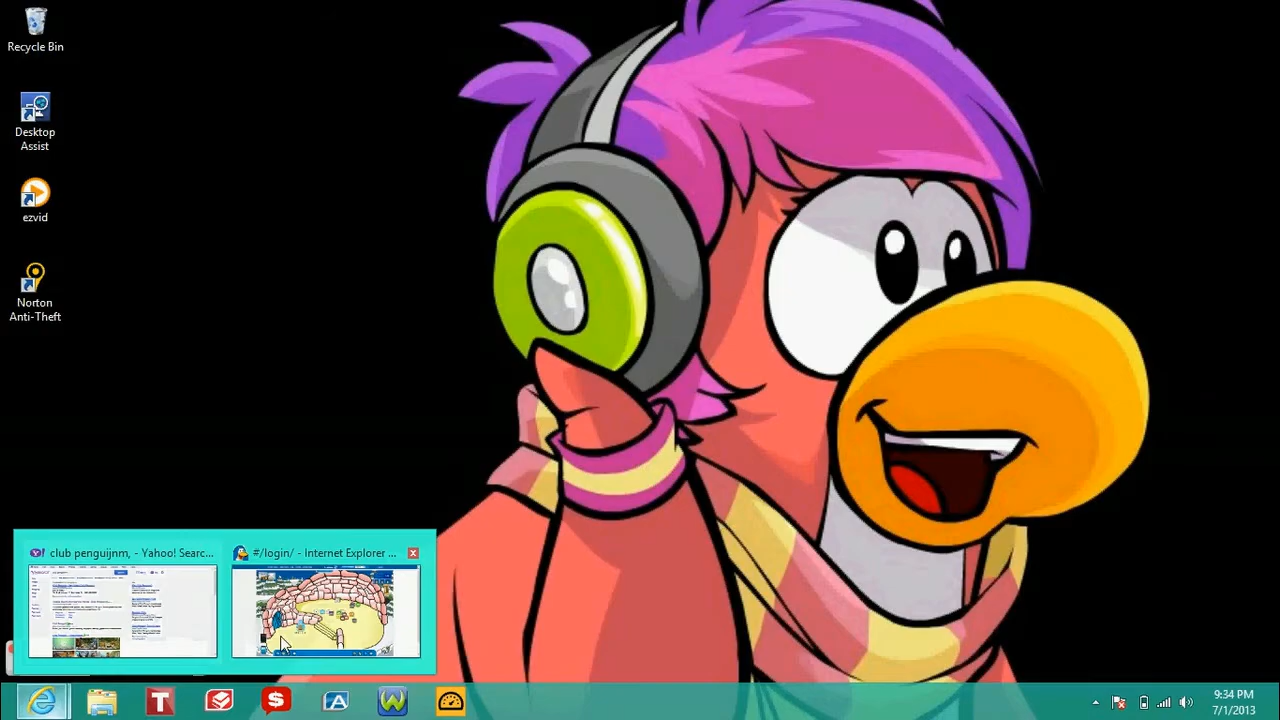 Recycle Bin
Desktop
Assist
ezvid
Norton
Anti-Theft
club penguijnm, - Yahoo! Searc...
#/login/ - Internet Explorer ...
9:34 PM
7/1/2013